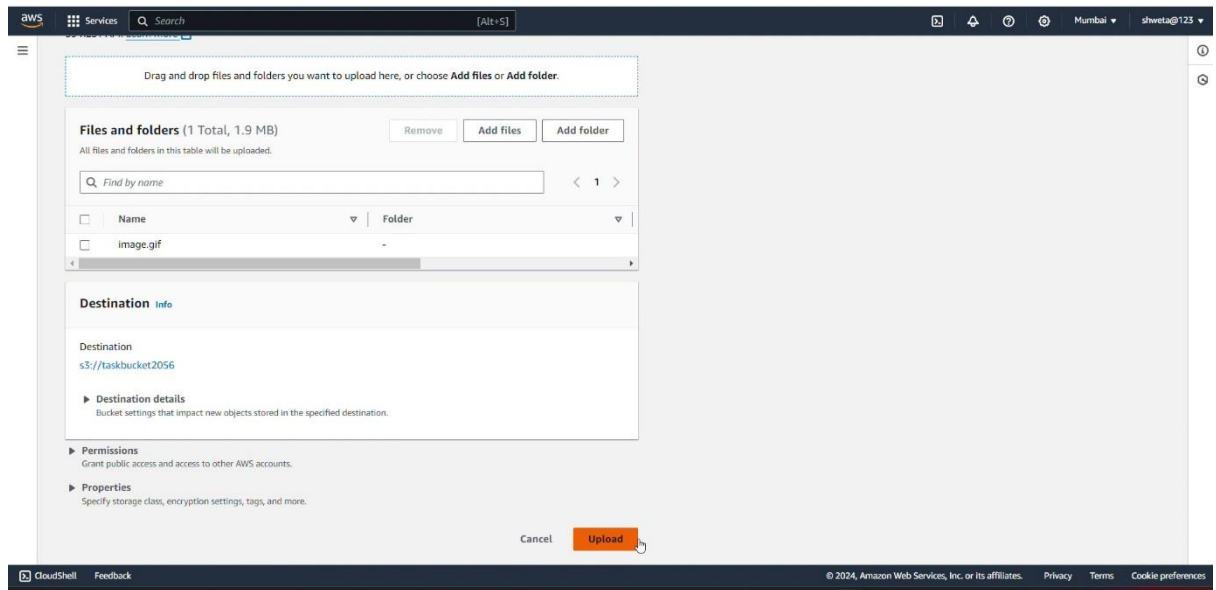 aws Services Search [Alt+S] Mumbai shweta@123
Learn more
Drag and drop files and folders you want to upload here, or choose Add files or Add folder.
Files and folders (1 Total, 1.9 MB) Remove Add files Add folder
All files and folders in this table will be uploaded.
Find by name 1
Name Folder
image.gif -
Destination Info
Destination
s3://taskbucket2056
Destination details
Bucket settings that impact new objects stored in the specified destination.
Permissions
Grant public access and access to other AWS accounts.
Properties
Specify storage class, encryption settings, tags, and more.
Cancel Upload
CloudShell Feedback © 2024, Amazon Web Services, Inc. or its affiliates. Privacy Terms Cookie preferences